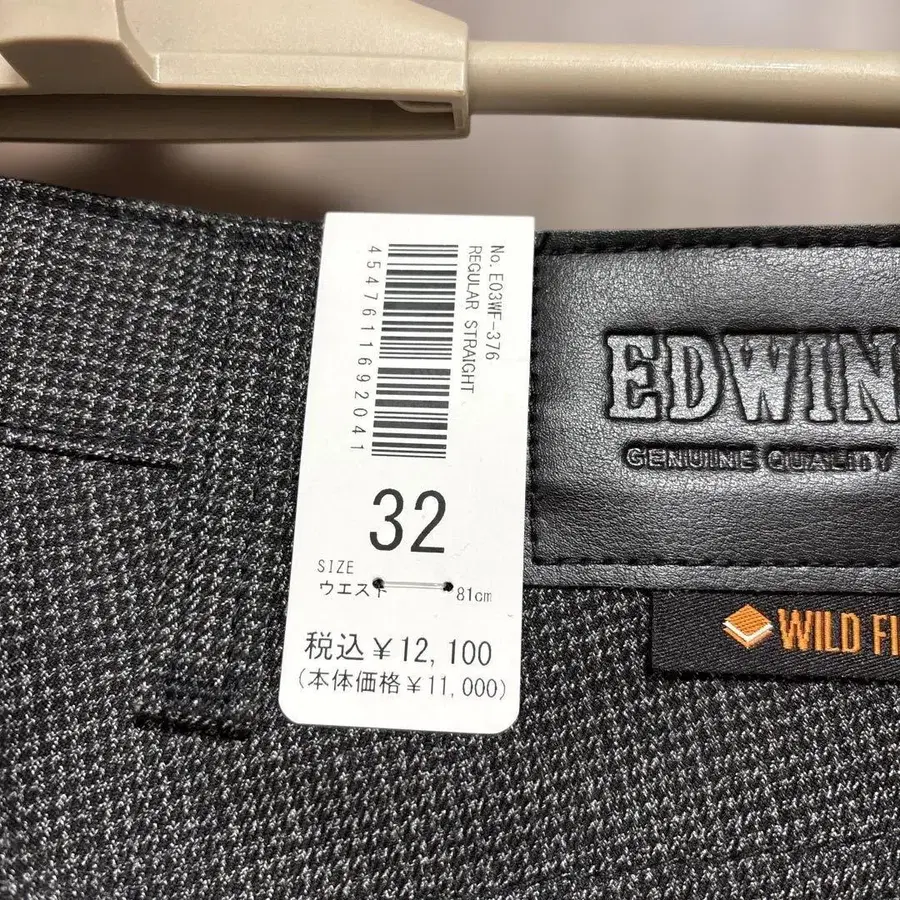 No.E03WF-376
REGULAR STRAIGHT
4547611692041
32
SIZE
ウエスト 81cm
税込¥12,100
(本体価格¥11,000)
EDWIN
GENUINE QUALITY
WILD FI